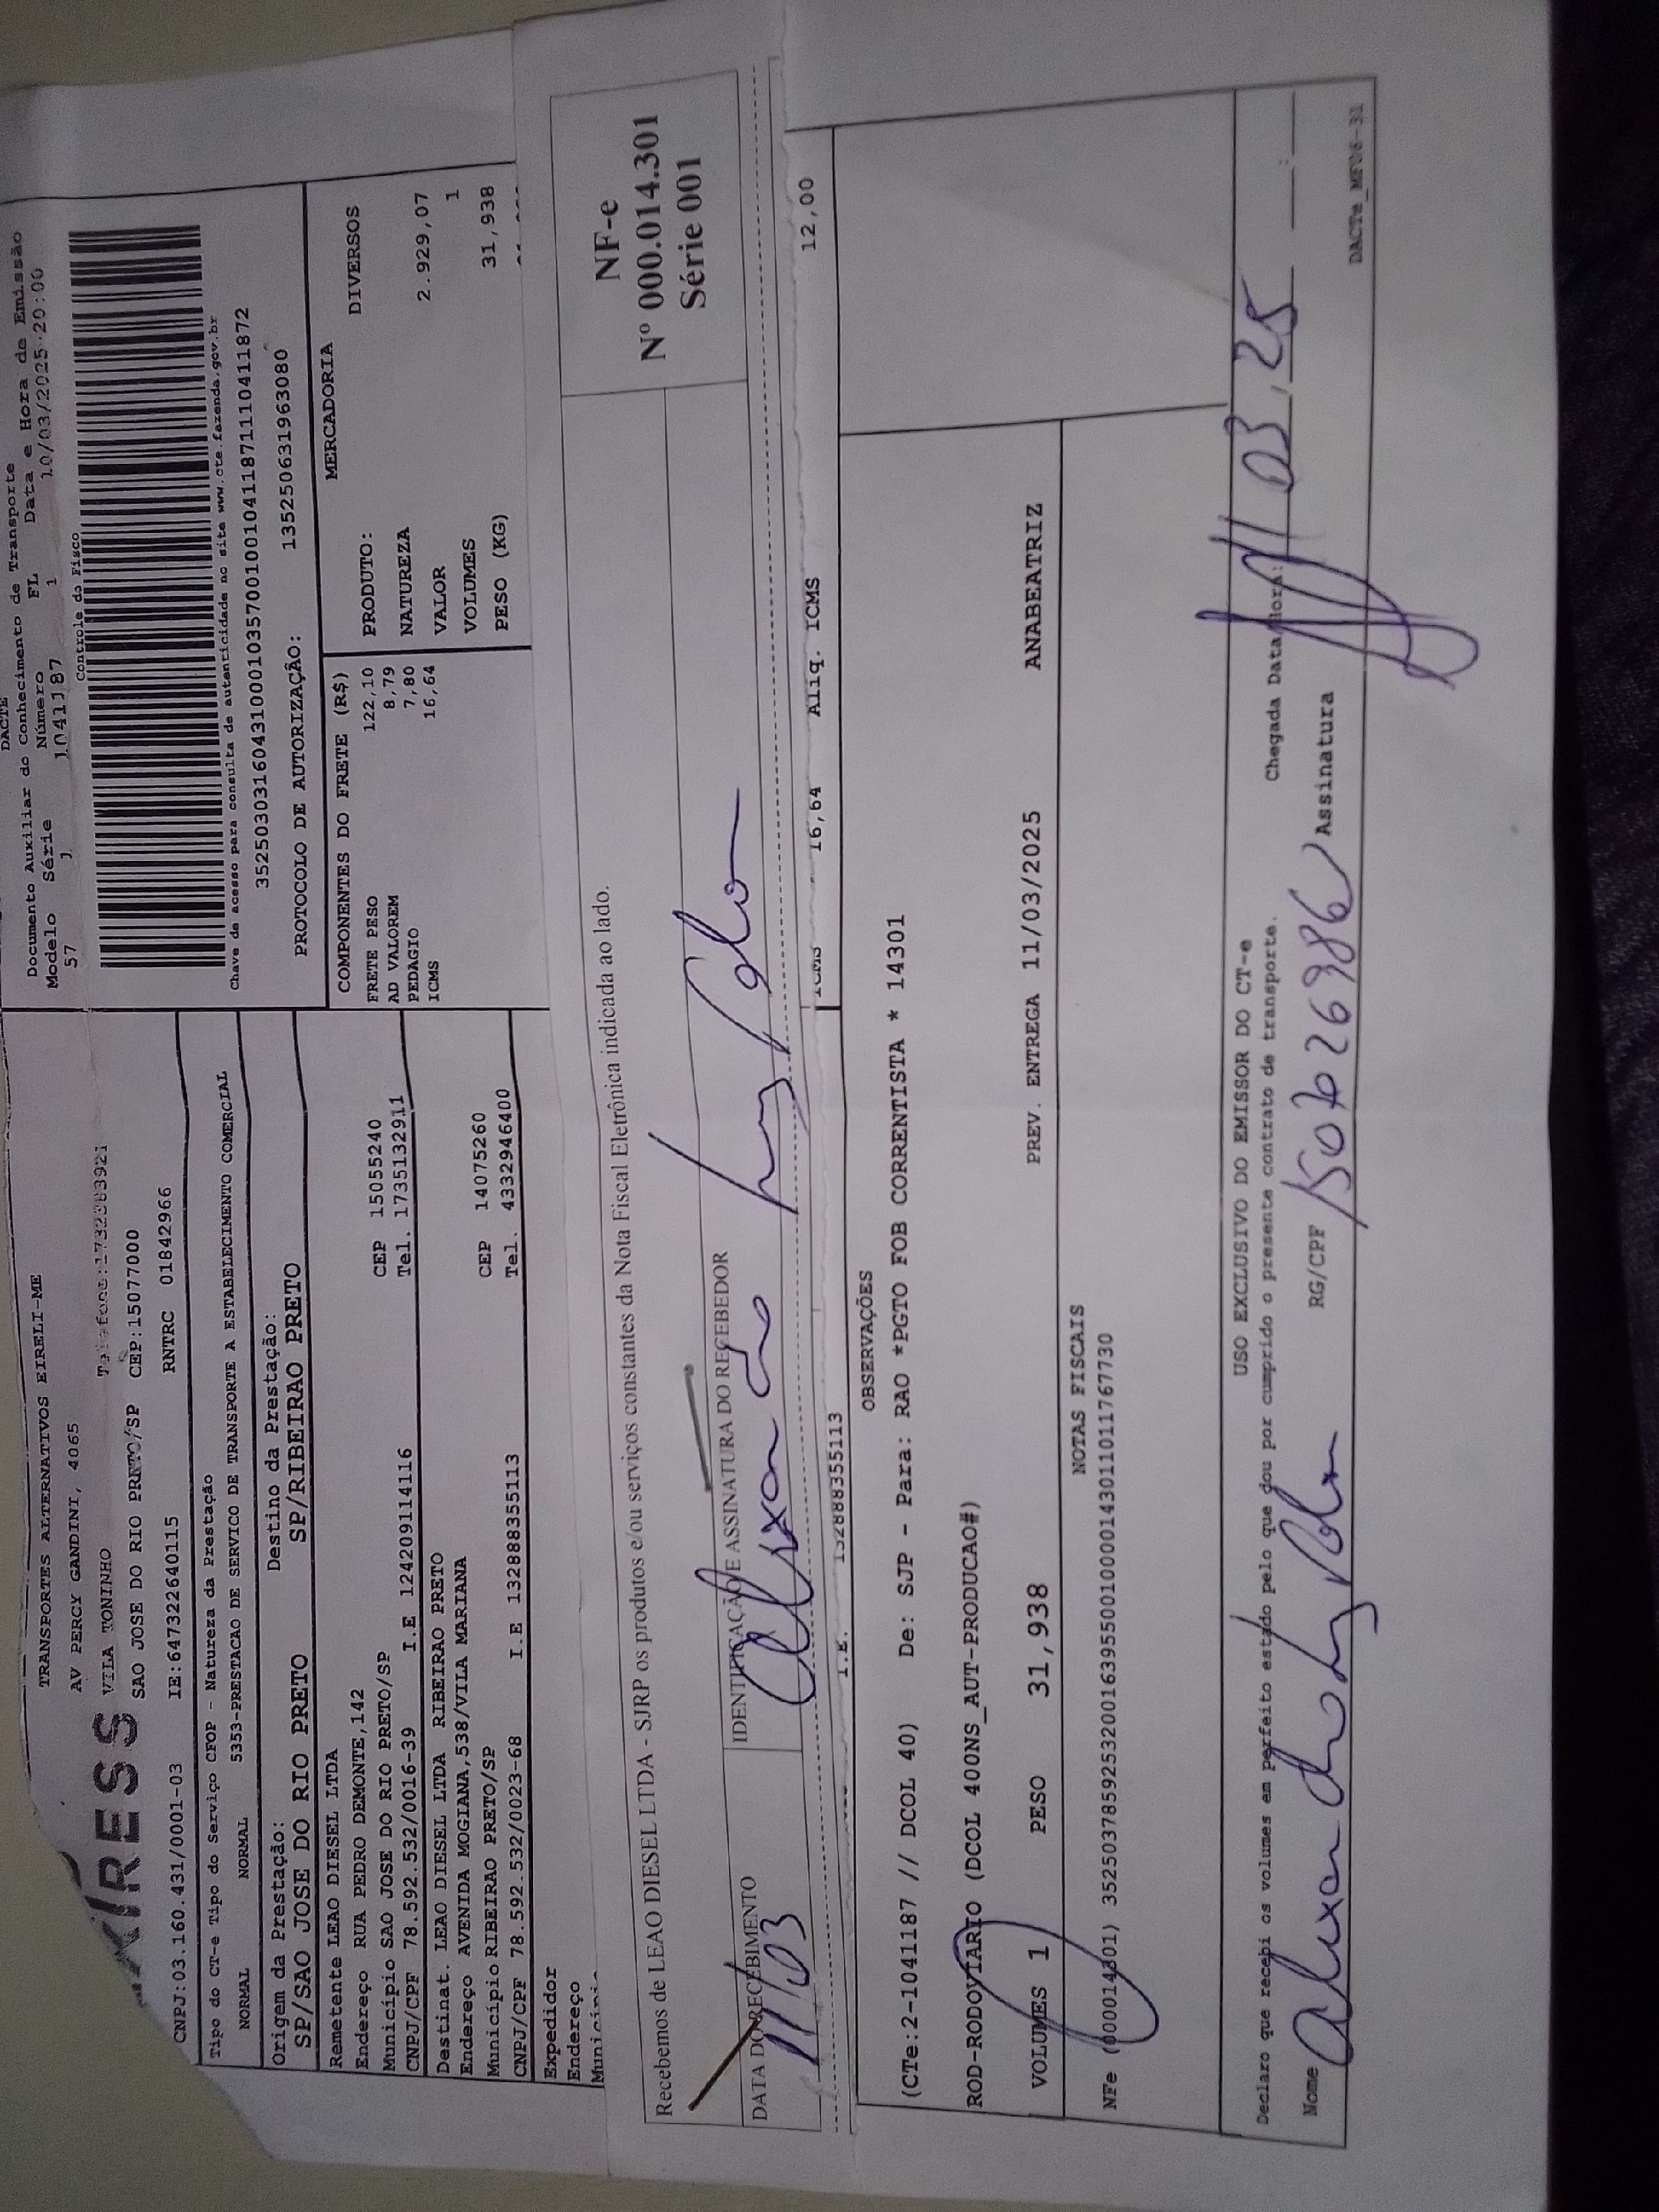 DACTE
Documento Auxiliar do Conhecimento de Transporte
Modelo Série Número FL Data e Hora de Emissão
57 1 1041187 1 10/03/2025 20:00
Controle do Fisco
Chave de acesso para consulta de autenticidade no site www.cte.fazenda.gov.br
35250303160431000103570010010411871110411872
PROTOCOLO DE AUTORIZAÇÃO: 135250631963080
TRANSPORTES ALTERNATIVOS EIRELI-ME
AV PERCY GANDINI, 4065
VILA TONINHO
SAO JOSE DO RIO PRETO/SP CEP:15077000
CNPJ:03.160.431/0001-03 IE:647322640115 RNTRC 01842966
Tipo do CT-e Tipo do Serviço CFOP - Natureza da Prestação
NORMAL NORMAL 5353-PRESTACAO DE SERVICO DE TRANSPORTE A ESTABELECIMENTO COMERCIAL
Origem da Prestação: Destino da Prestação:
SP/SAO JOSE DO RIO PRETO SP/RIBEIRAO PRETO
Remetente LEAO DIESEL LTDA
Endereço RUA PEDRO DEMONTE,142
Município SAO JOSE DO RIO PRETO/SP CEP 15055240
CNPJ/CPF 78.592.532/0016-39 I.E 124209114116 Tel. 1735132911
Destinat. LEAO DIESEL LTDA RIBEIRAO PRETO
Endereço AVENIDA MOGIANA,538/VILA MARIANA
Município RIBEIRAO PRETO/SP CEP 14075260
CNPJ/CPF 78.592.532/0023-68 I.E 132888355113 Tel. 4332946400
Expedidor
Endereço
COMPONENTES DO FRETE (R$)
FRETE PESO 122,10
AD VALOREM 8,79
PEDAGIO 7,80
ICMS 16,64
MERCADORIA
PRODUTO: DIVERSOS
NATUREZA
VALOR 2.929,07
VOLUMES 1
PESO (KG) 31,938
Recebemos de LEAO DIESEL LTDA - SJRP os produtos e/ou serviços constantes da Nota Fiscal Eletrônica indicada ao lado.
NF-e
Nº 000.014.301
Série 001
DATA DO RECEBIMENTO IDENTIFICAÇÃO E ASSINATURA DO RECEBEDOR
11/03
I.E. 132888355113 ICMS 16,64 Aliq. ICMS 12,00
OBSERVAÇÕES
(CTe:2-1041187 // DCOL 40) De: SJP - Para: RAO *PGTO FOB CORRENTISTA * 14301
ROD-RODOVIARIO (DCOL 400NS_AUT-PRODUCAO#)
VOLUMES 1 PESO 31,938 PREV. ENTREGA 11/03/2025 ANABEATRIZ
NOTAS FISCAIS
NFe (000014301) 35250378592532001639550010000143011011767730
USO EXCLUSIVO DO EMISSOR DO CT-e
Declaro que recebi os volumes em perfeito estado pelo que dou por cumprido o presente contrato de transporte.
Chegada Data/Hora: 11/03/25
Nome RG/CPF Assinatura
DACTe_MF06-31